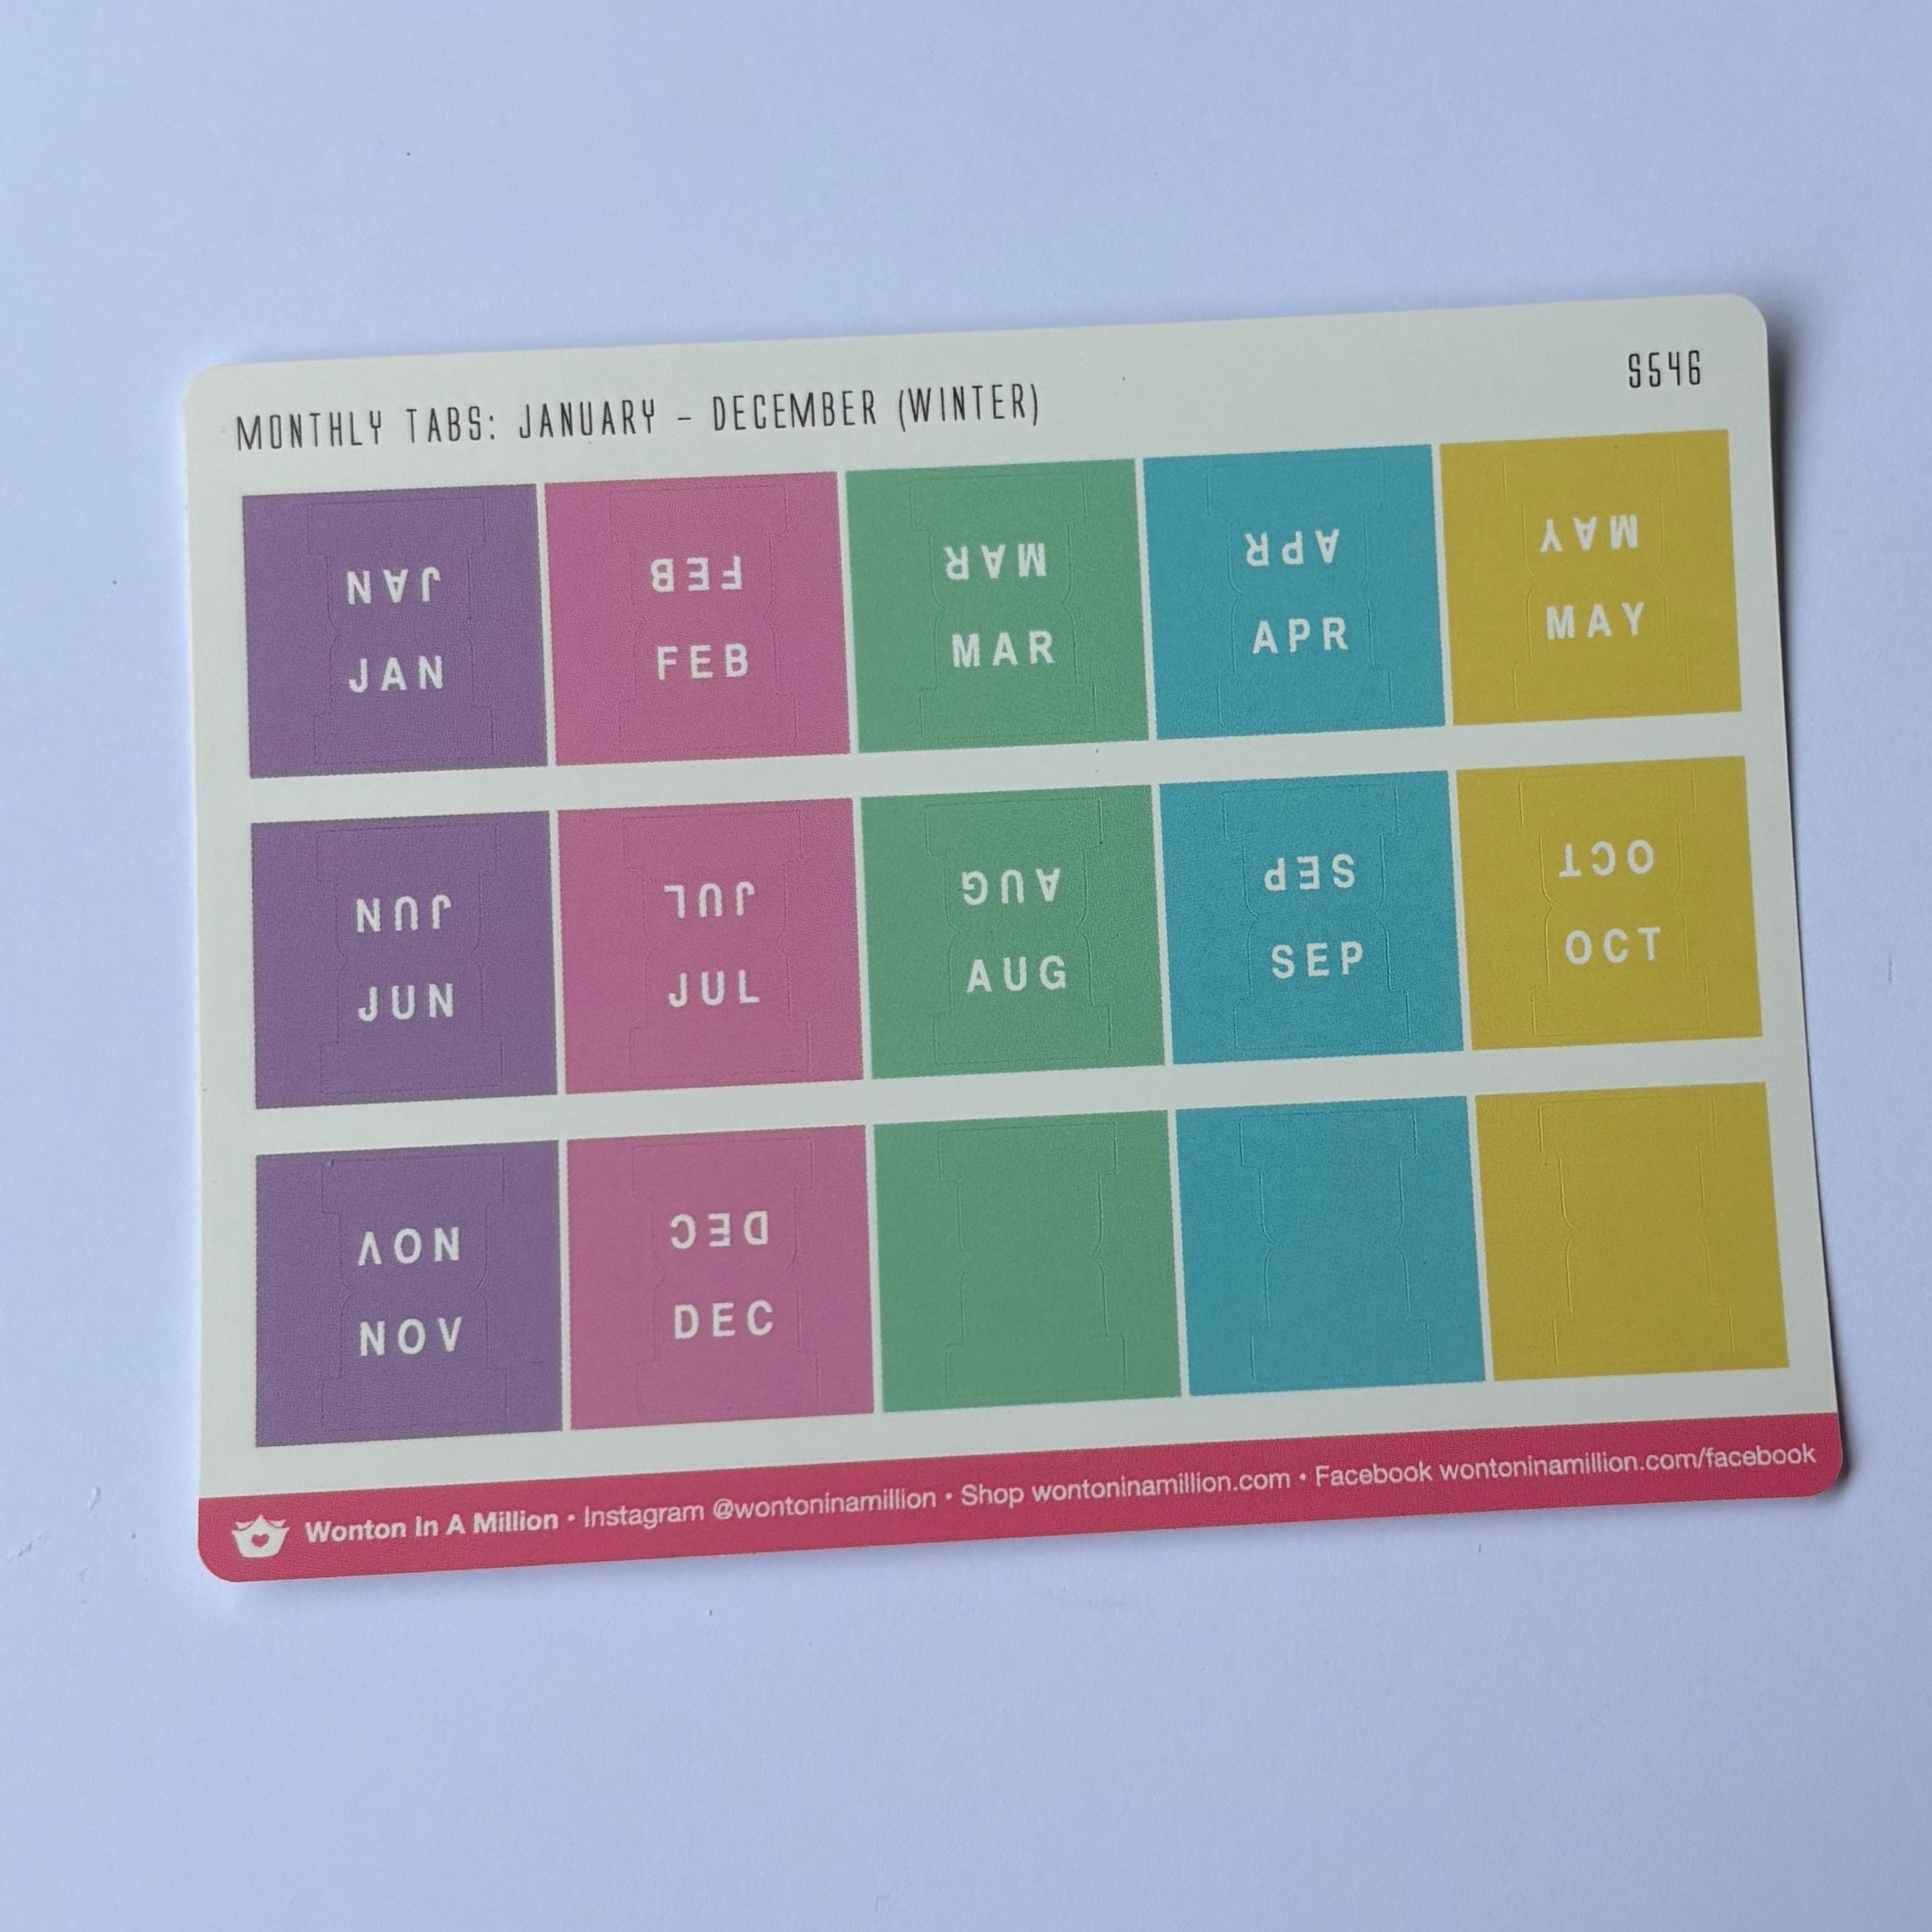 MONTHLY TABS: JANUARY – DECEMBER (WINTER)
S546
JAN FEB MAR APR MAY
JAN FEB MAR APR MAY
JUN JUL AUG SEP OCT
JUN JUL AUG SEP OCT
NOV DEC
NOV DEC
Wonton In A Million • Instagram @wontoninamillion • Shop wontoninamillion.com • Facebook wontoninamillion.com/facebook